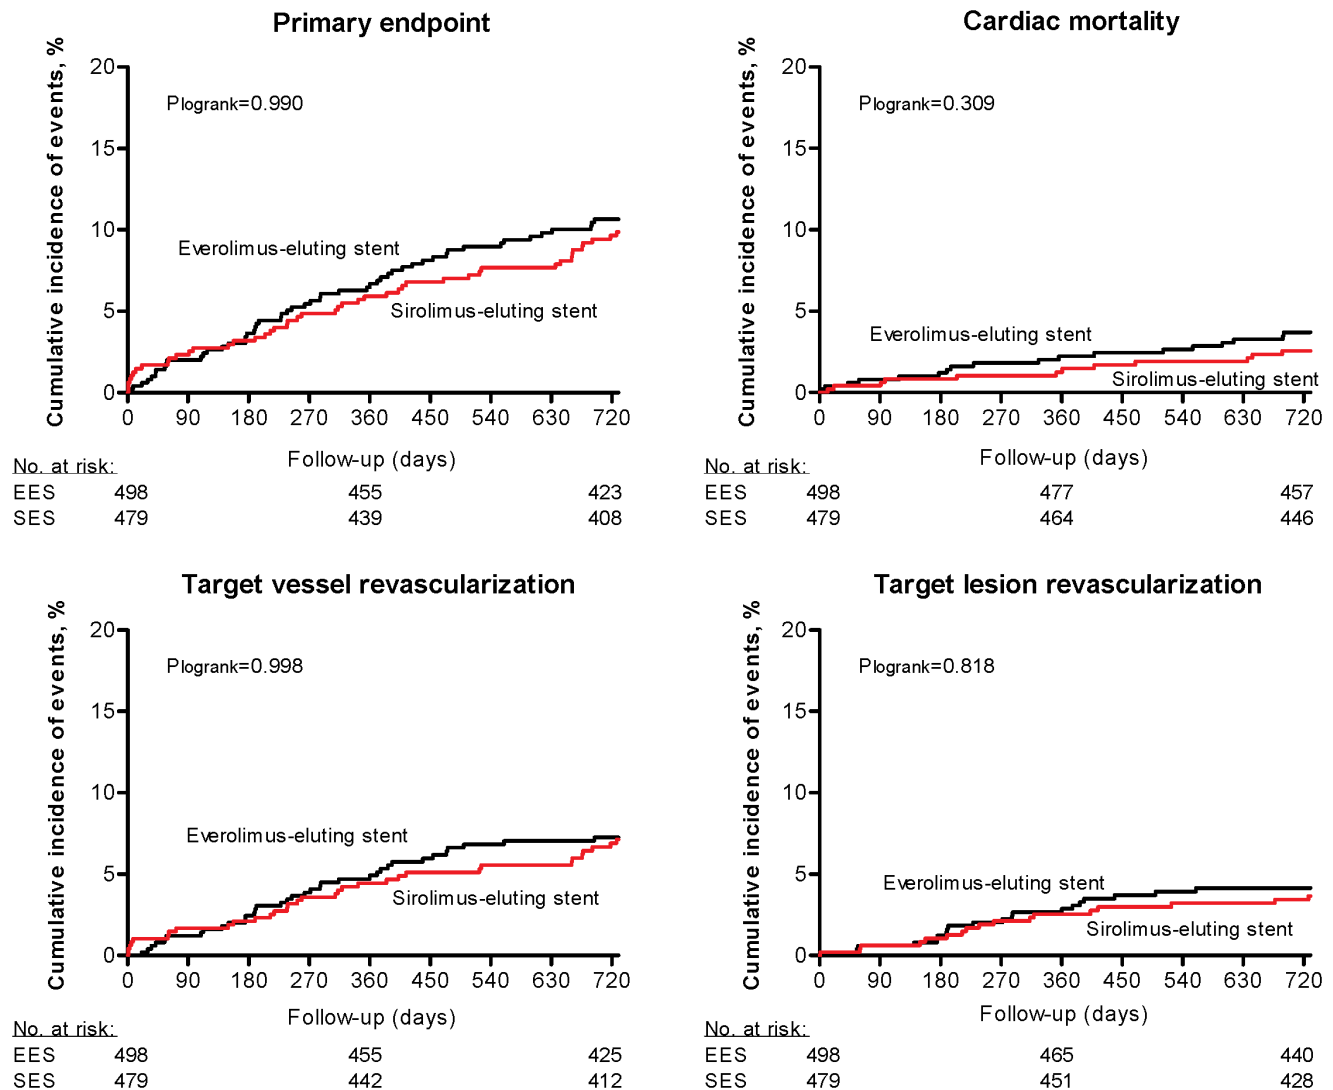 Primary endpoint
Cumulative incidence of events, %
20
15
10
5
0
Plogrank=0.990
Everolimus-eluting stent
Sirolimus-eluting stent
0 90 180 270 360 450 540 630 720
Follow-up (days)
No. at risk:
EES 498 455 423
SES 479 439 408
Cardiac mortality
Cumulative incidence of events, %
20
15
10
5
0
Plogrank=0.309
Everolimus-eluting stent
Sirolimus-eluting stent
0 90 180 270 360 450 540 630 720
Follow-up (days)
No. at risk:
EES 498 477 457
SES 479 464 446
Target vessel revascularization
Cumulative incidence of events, %
20
15
10
5
0
Plogrank=0.998
Everolimus-eluting stent
Sirolimus-eluting stent
0 90 180 270 360 450 540 630 720
Follow-up (days)
No. at risk:
EES 498 455 425
SES 479 442 412
Target lesion revascularization
Cumulative incidence of events, %
20
15
10
5
0
Plogrank=0.818
Everolimus-eluting stent
Sirolimus-eluting stent
0 90 180 270 360 450 540 630 720
Follow-up (days)
No. at risk:
EES 498 465 440
SES 479 451 428